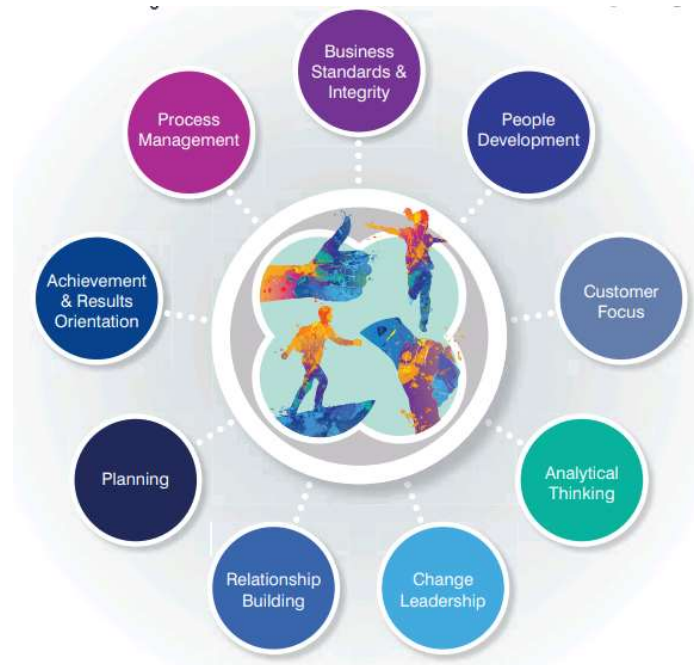 Business
Standards &
Integrity
People
Development
Customer
Focus
Analytical
Thinking
Change
Leadership
Relationship
Building
Planning
Achievement
& Results
Orientation
Process
Management